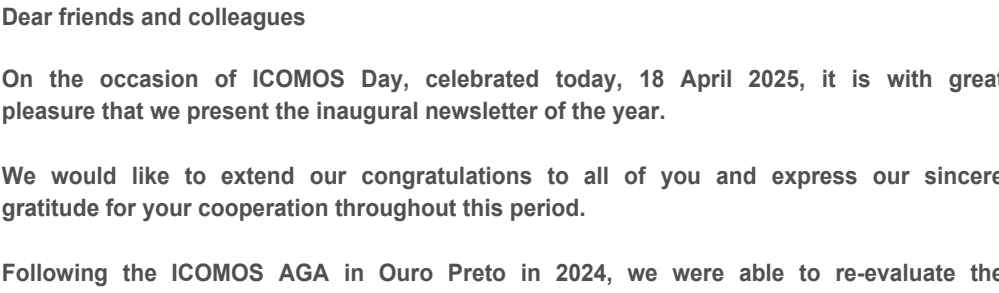 Dear friends and colleagues
On the occasion of ICOMOS Day, celebrated today, 18 April 2025, it is with great
pleasure that we present the inaugural newsletter of the year.
We would like to extend our congratulations to all of you and express our sincere
gratitude for your cooperation throughout this period.
Following the ICOMOS AGA in Ouro Preto in 2024, we were able to re-evaluate the